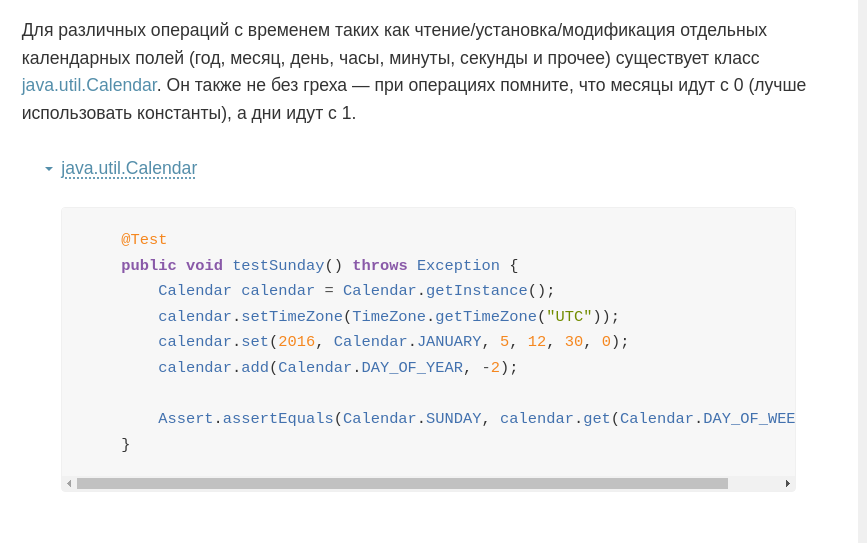 Для различных операций с временем таких как чтение/установка/модификация отдельных
календарных полей (год, месяц, день, часы, минуты, секунды и прочее) существует класс
java.util.Calendar. Он также не без греха — при операциях помните, что месяцы идут с 0 (лучше
использовать константы), а дни идут с 1.
java.util.Calendar
@Test
public void testSunday() throws Exception {
    Calendar calendar = Calendar.getInstance();
    calendar.setTimeZone(TimeZone.getTimeZone("UTC"));
    calendar.set(2016, Calendar.JANUARY, 5, 12, 30, 0);
    calendar.add(Calendar.DAY_OF_YEAR, -2);
    Assert.assertEquals(Calendar.SUNDAY, calendar.get(Calendar.DAY_OF_WEE
}